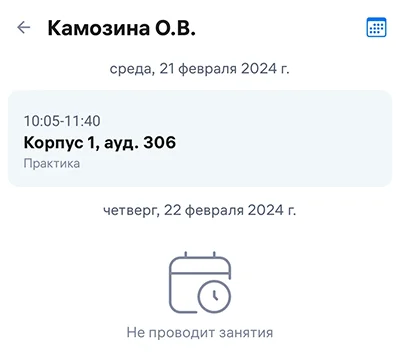 Камозина О.В.
среда, 21 февраля 2024 г.
10:05-11:40
Корпус 1, ауд. 306
Практика
четверг, 22 февраля 2024 г.
Не проводит занятия